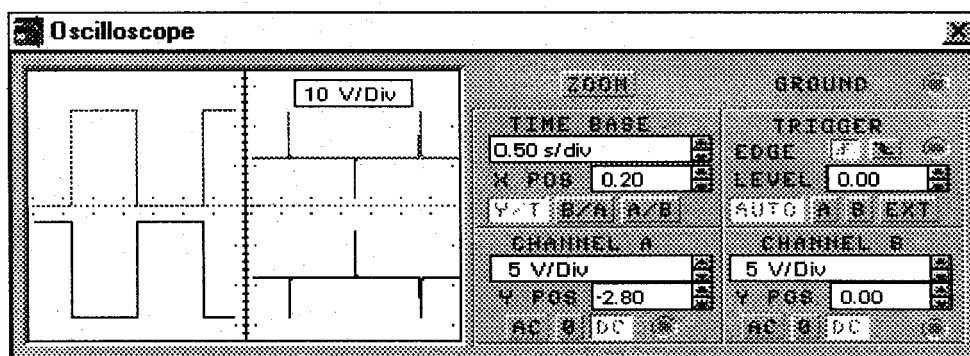 Oscilloscope
10 V/Div
ZOOM GROUND
TIME BASE
0.50 s/div
X POS 0.20
Y/T B/A A/B
TRIGGER
EDGE
LEVEL 0.00
AUTO A B EXT
CHANNEL A
5 V/Div
Y POS -2.80
AC 0 DC
CHANNEL B
5 V/Div
Y POS 0.00
AC 0 DC